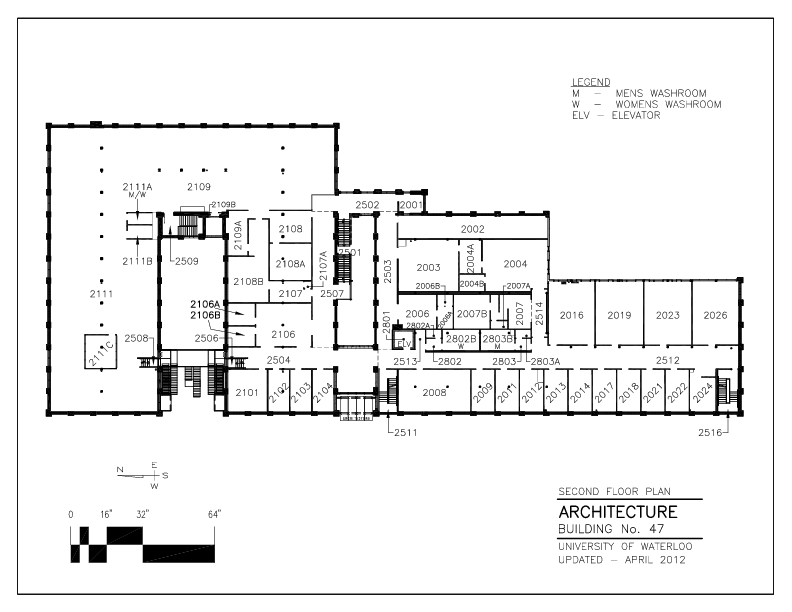 LEGEND
M – MENS WASHROOM
W – WOMENS WASHROOM
ELV – ELEVATOR
2111A
M/W
2109
2109B
2502
2001
2109A
2108
2002
2501
2503
2111B
2509
2108A
2107A
2003
2004A
2004
2108B
2004B
2111
2107
2507
2006B
2007A
2106A
2106B
2106
2801
2006
2006A
2007B
2007
2514
2016
2019
2023
2026
2802A
2508
2506
ELV
2802B
W
2803B
M
2111C
2504
2513
2802
2803
2803A
2512
2101
2102
2103
2104
2008
2009
2011
2012
2013
2014
2017
2018
2021
2022
2024
2511
2516
N
E
S
W
0 16" 32" 64"
SECOND FLOOR PLAN
ARCHITECTURE
BUILDING No. 47
UNIVERSITY OF WATERLOO
UPDATED – APRIL 2012